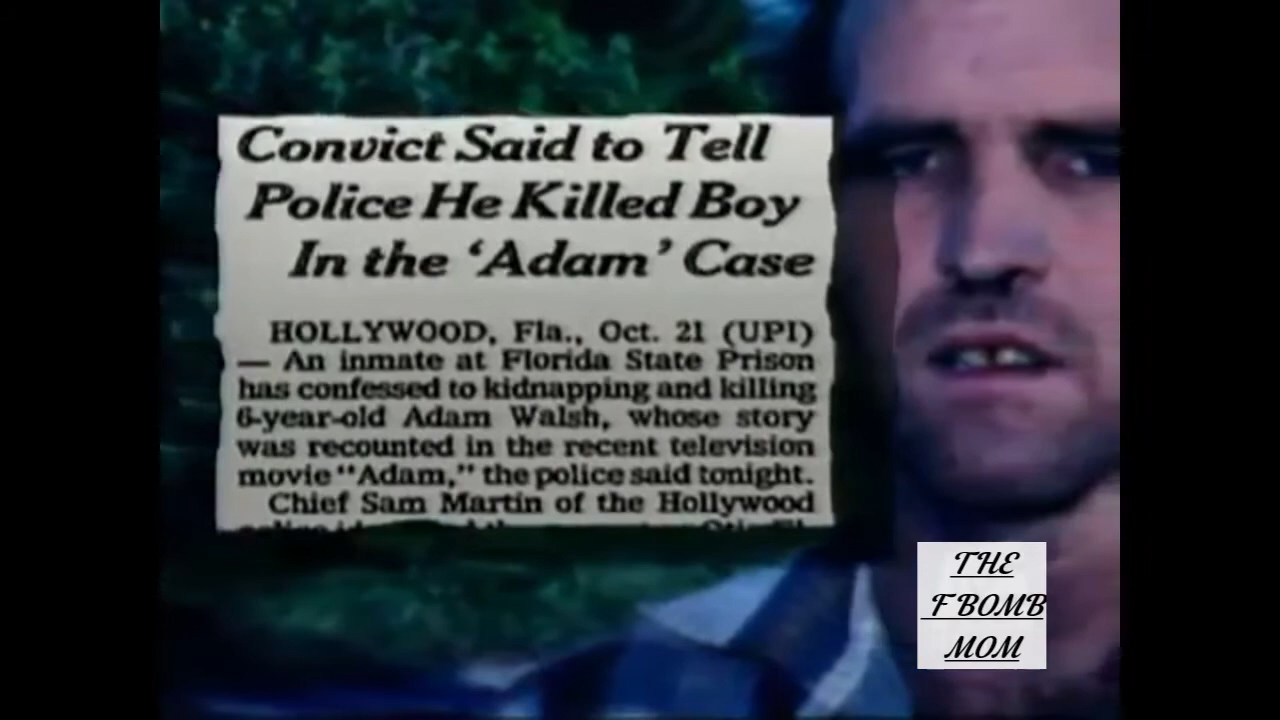 Convict Said to Tell
Police He Killed Boy
In the ‘Adam’ Case
HOLLYWOOD, Fla., Oct. 21 (UPI)
— An inmate at Florida State Prison
has confessed to kidnapping and killing
6-year-old Adam Walsh, whose story
was recounted in the recent television
movie "Adam," the police said tonight.
Chief Sam Martin of the Hollywood
THE
F BOMB
MOM